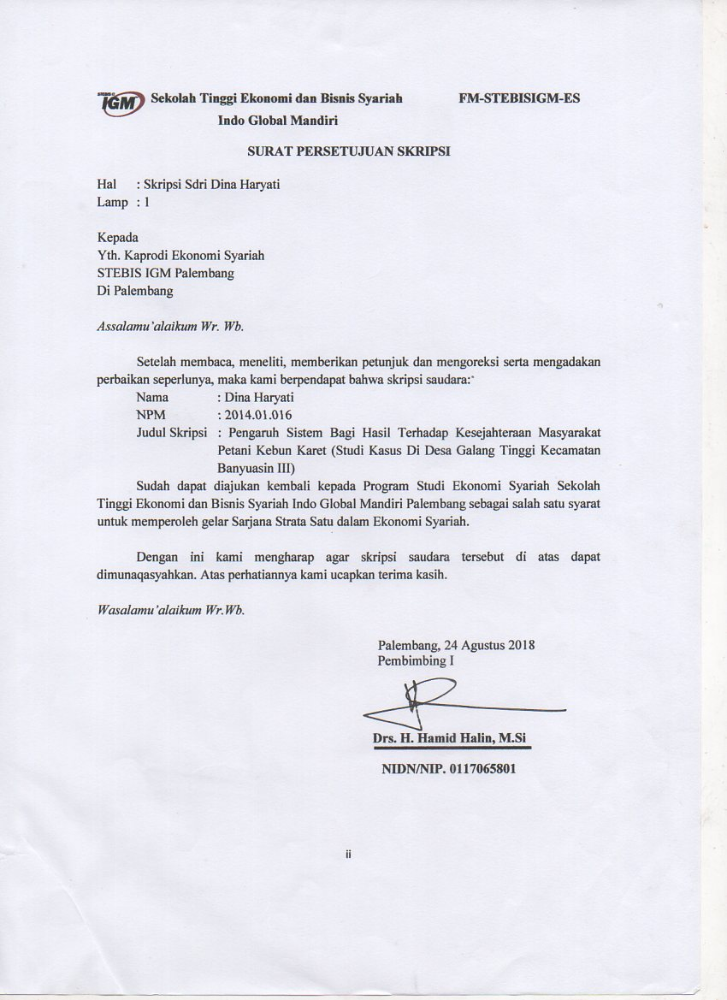 STEBIS IGM Sekolah Tinggi Ekonomi dan Bisnis Syariah FM-STEBISIGM-ES
Indo Global Mandiri
SURAT PERSETUJUAN SKRIPSI
Hal : Skripsi Sdri Dina Haryati
Lamp : 1
Kepada
Yth. Kaprodi Ekonomi Syariah
STEBIS IGM Palembang
Di Palembang
Assalamu'alaikum Wr. Wb.
Setelah membaca, meneliti, memberikan petunjuk dan mengoreksi serta mengadakan
perbaikan seperlunya, maka kami berpendapat bahwa skripsi saudara:
Nama : Dina Haryati
NPM : 2014.01.016
Judul Skripsi : Pengaruh Sistem Bagi Hasil Terhadap Kesejahteraan Masyarakat
Petani Kebun Karet (Studi Kasus Di Desa Galang Tinggi Kecamatan
Banyuasin III)
Sudah dapat diajukan kembali kepada Program Studi Ekonomi Syariah Sekolah
Tinggi Ekonomi dan Bisnis Syariah Indo Global Mandiri Palembang sebagai salah satu syarat
untuk memperoleh gelar Sarjana Strata Satu dalam Ekonomi Syariah.
Dengan ini kami mengharap agar skripsi saudara tersebut di atas dapat
dimunaqasyahkan. Atas perhatiannya kami ucapkan terima kasih.
Wasalamu'alaikum Wr.Wb.
Palembang, 24 Agustus 2018
Pembimbing I
Drs. H. Hamid Halin, M.Si
NIDN/NIP. 0117065801
ii